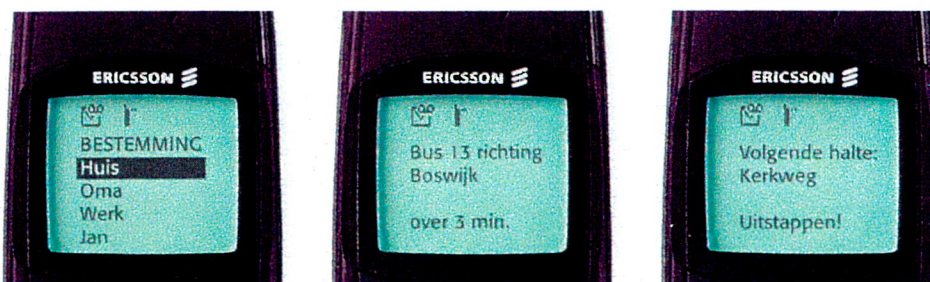 ERICSSON
BESTEMMING
Huis
Oma
Werk
Jan
ERICSSON
Bus 13 richting
Boswijk
over 3 min.
ERICSSON
Volgende halte:
Kerkweg
Uitstappen!